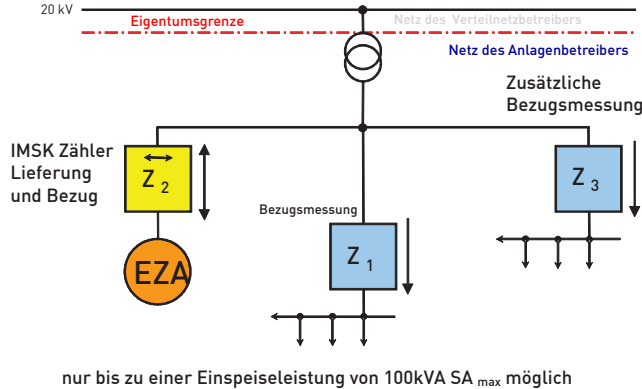 20 kV
Eigentumsgrenze
Netz des Verteilnetzbetreibers
Netz des Anlagenbetreibers
Zusätzliche
Bezugsmessung
IMSK Zähler
Lieferung
und Bezug
Z 2
Z 3
Bezugsmessung
EZA
Z 1
nur bis zu einer Einspeiseleistung von 100kVA SA max möglich